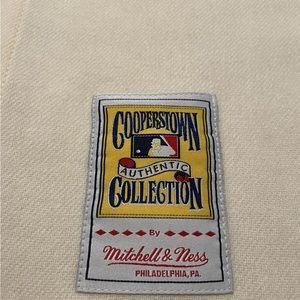 COOPERSTOWN
AUTHENTIC
COLLECTION
By
Mitchell & Ness
PHILADELPHIA, PA.